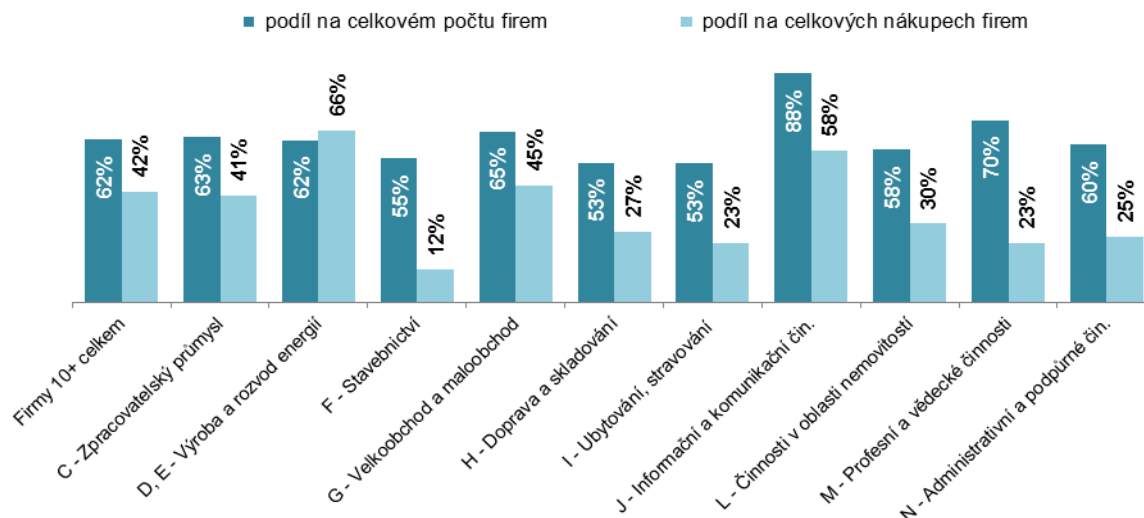 podíl na celkovém počtu firem
podíl na celkových nákupech firem
62%
42%
63%
41%
62%
66%
55%
12%
65%
45%
53%
27%
53%
23%
88%
58%
58%
30%
70%
23%
60%
25%
Firmy 10+ celkem
C - Zpracovatelský průmysl
D, E - Výroba a rozvod energií
F - Stavebnictví
G - Velkoobchod a maloobchod
H - Doprava a skladování
I - Ubytování, stravování
J - Informační a komunikační čin.
L - Činnosti v oblasti nemovitostí
M - Profesní a vědecké činnosti
N - Administrativní a podpůrné čin.